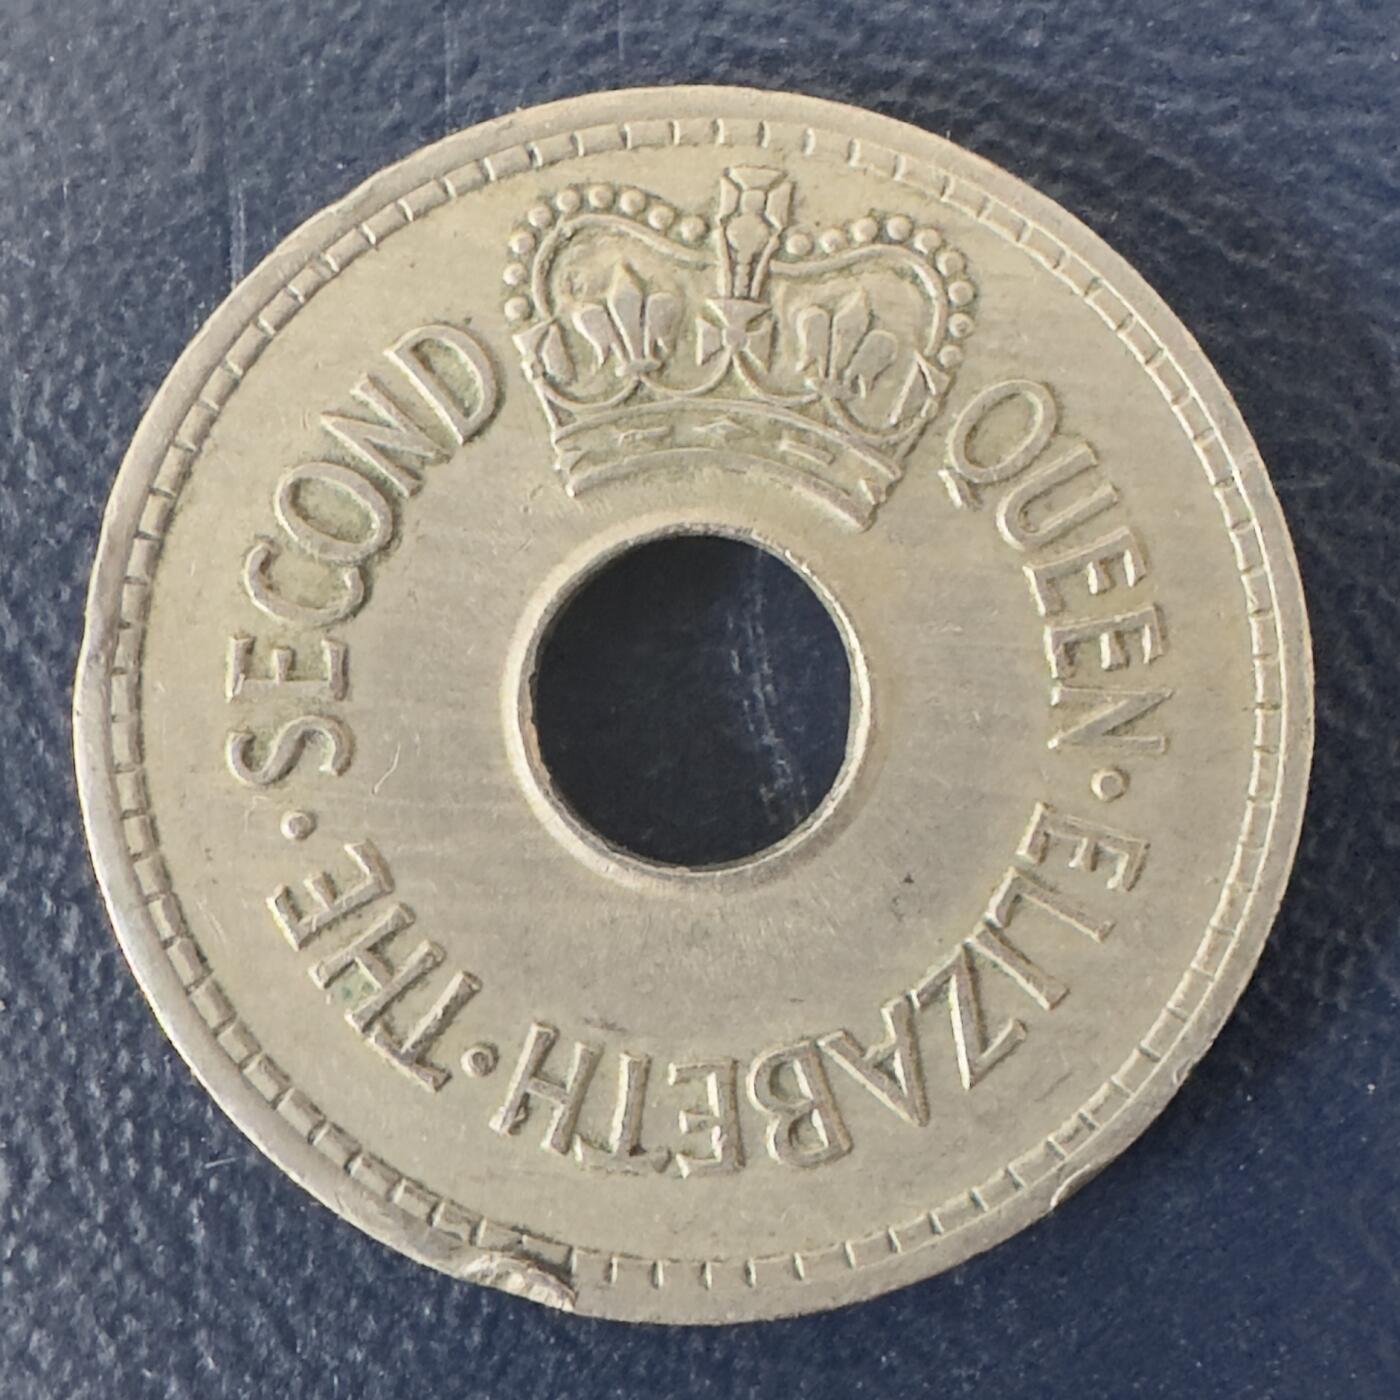 QUEEN · ELIZABETH · THE · SECOND